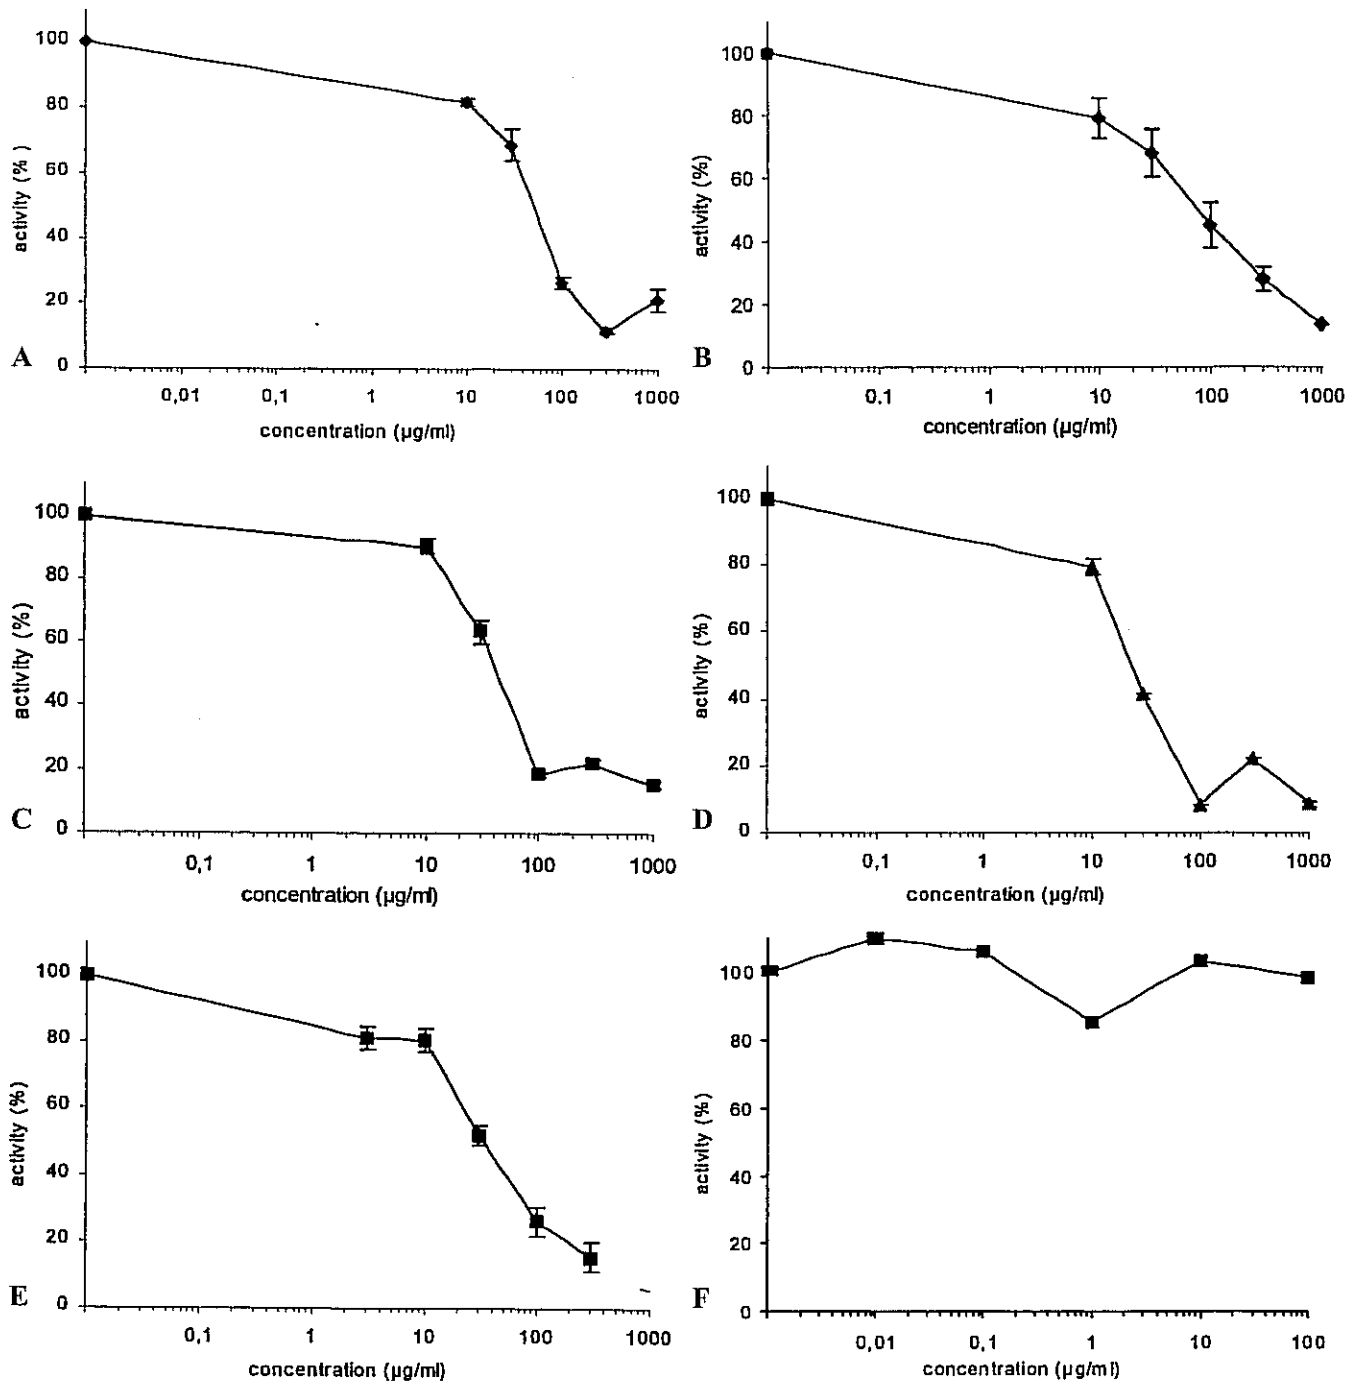 100
80
60
40
20
0
activity (% )
A
0,01 0,1 1 10 100 1000
concentration (µg/ml)
100
80
60
40
20
0
activity (%)
B
0.1 1 10 100 1000
concentration (µg/ml)
100
80
60
40
20
0
activity (%)
C
0,1 1 10 100 1000
concentration (µg/ml)
100
80
60
40
20
0
activity (%)
D
0,1 1 10 100 1000
concentration (µg/ml)
100
80
60
40
20
0
activity (%)
E
0,1 1 10 100 1000
concentration (µg/ml)
100
80
60
40
20
0
activity (%)
F
0,01 0,1 1 10 100
concentration (µg/ml)